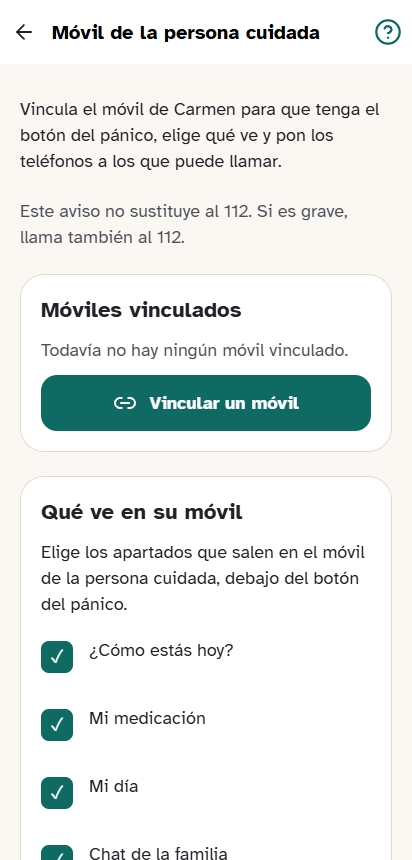 Móvil de la persona cuidada
Vincula el móvil de Carmen para que tenga el
botón del pánico, elige qué ve y pon los
teléfonos a los que puede llamar.
Este aviso no sustituye al 112. Si es grave,
llama también al 112.
Móviles vinculados
Todavía no hay ningún móvil vinculado.
Vincular un móvil
Qué ve en su móvil
Elige los apartados que salen en el móvil
de la persona cuidada, debajo del botón
del pánico.
¿Cómo estás hoy?
Mi medicación
Mi día
Chat de la familia